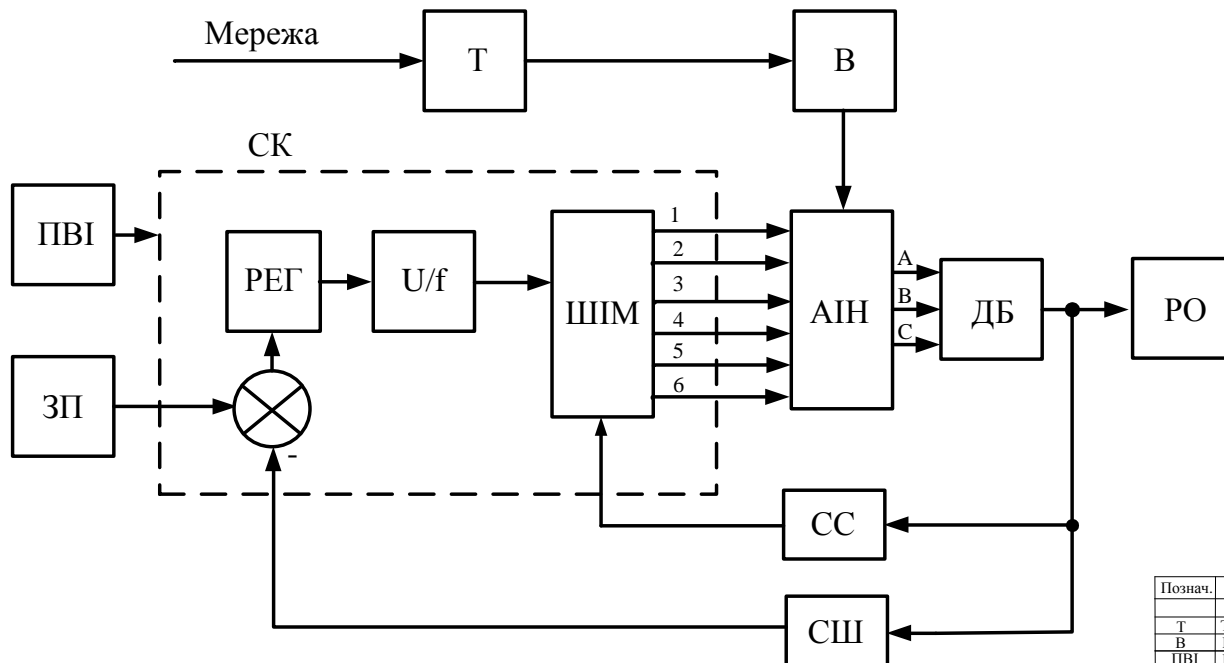 Мережа
Т
В
СК
ПВІ
РЕГ
U/f
ШІМ
1
2
3
4
5
6
АІН
A
B
C
ДБ
РО
ЗП
-
СС
СШ
Познач.
Т
В
ПВІ